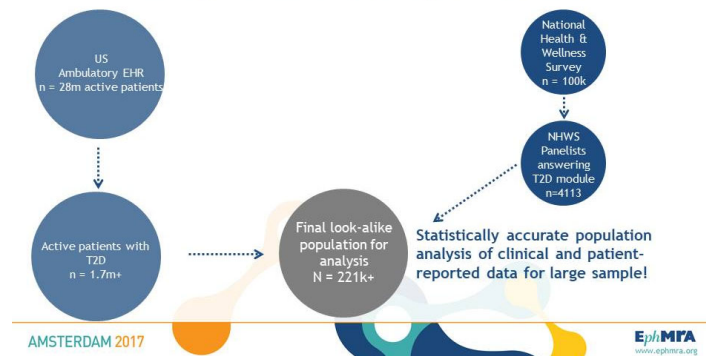 US
Ambulatory EHR
n = 28m active patients
National
Health &
Wellness
Survey
n = 100k
NHWS
Panelists
answering
T2D module
n=4113
Active patients with
T2D
n = 1.7m+
Final look-alike
population for
analysis
N = 221k+
Statistically accurate population
analysis of clinical and patient-
reported data for large sample!
AMSTERDAM 2017
EphMRA
www.ephmra.org